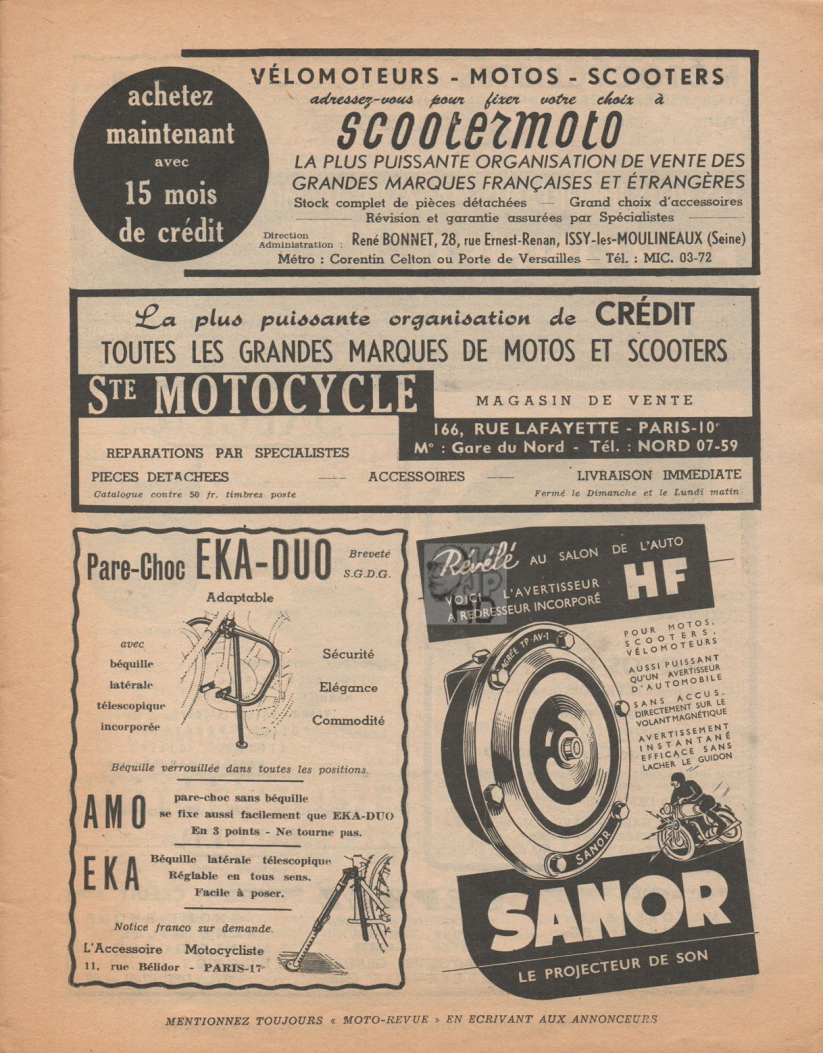 achetez
maintenant
avec
15 mois
de crédit
VÉLOMOTEURS - MOTOS - SCOOTERS
adressez-vous pour fixer votre choix à
scootermoto
LA PLUS PUISSANTE ORGANISATION DE VENTE DES
GRANDES MARQUES FRANÇAISES ET ÉTRANGÈRES
Stock complet de pièces détachées — Grand choix d'accessoires
Révision et garantie assurées par Spécialistes
Direction
Administration : René BONNET, 28, rue Ernest-Renan, ISSY-les-MOULINEAUX (Seine)
Métro : Corentin Celton ou Porte de Versailles — Tél. : MIC. 03-72
La plus puissante organisation de CRÉDIT
TOUTES LES GRANDES MARQUES DE MOTOS ET SCOOTERS
STE MOTOCYCLE
MAGASIN DE VENTE
166, RUE LAFAYETTE - PARIS-10e
Mo : Gare du Nord - Tél. : NORD 07-59
REPARATIONS PAR SPECIALISTES
PIECES DETACHEES — ACCESSOIRES — LIVRAISON IMMEDIATE
Catalogue contre 50 fr. timbres poste
Fermé le Dimanche et le Lundi matin
Pare-Choc EKA-DUO
Breveté
S.G.D.G.
Adaptable
avec
béquille
latérale
télescopique
incorporée
Sécurité
Elégance
Commodité
Béquille verrouillée dans toutes les positions.
AMO
pare-choc sans béquille
se fixe aussi facilement que EKA-DUO
En 3 points - Ne tourne pas.
EKA
Béquille latérale télescopique
Réglable en tous sens.
Facile à poser.
Notice franco sur demande.
L'Accessoire Motocycliste
11, rue Bélidor - PARIS-17e
Révélé AU SALON DE L'AUTO
VOICI L'AVERTISSEUR
A REDRESSEUR INCORPORÉ
HF
AGRÉÉ TP AV-1
POUR MOTOS,
SCOOTERS,
VÉLOMOTEURS
AUSSI PUISSANT
QU'UN AVERTISSEUR
D'AUTOMOBILE
SANS ACCUS,
DIRECTEMENT SUR LE
VOLANT MAGNÉTIQUE
AVERTISSEMENT
INSTANTANÉ
EFFICACE SANS
LACHER LE GUIDON
SANOR
SANOR
LE PROJECTEUR DE SON
MENTIONNEZ TOUJOURS « MOTO-REVUE » EN ECRIVANT AUX ANNONCEURS